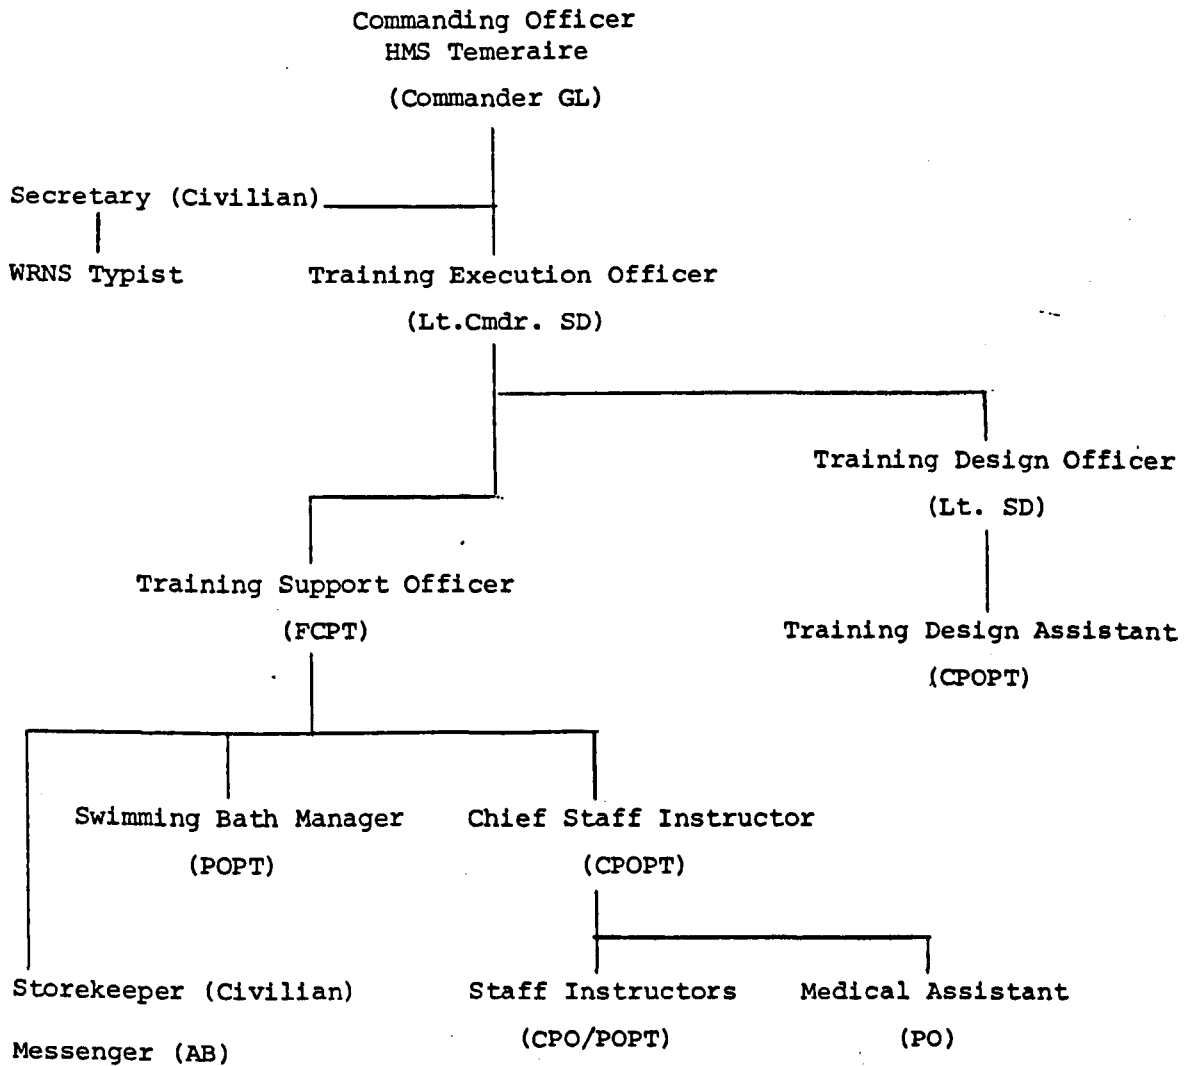 Commanding Officer
HMS Temeraire
(Commander GL)
Secretary (Civilian)
WRNS Typist
Training Execution Officer
(Lt.Cmdr. SD)
Training Design Officer
(Lt. SD)
Training Support Officer
(FCPT)
Training Design Assistant
(CPOPT)
Swimming Bath Manager
(POPT)
Chief Staff Instructor
(CPOPT)
Storekeeper (Civilian)
Messenger (AB)
Staff Instructors
(CPO/POPT)
Medical Assistant
(PO)